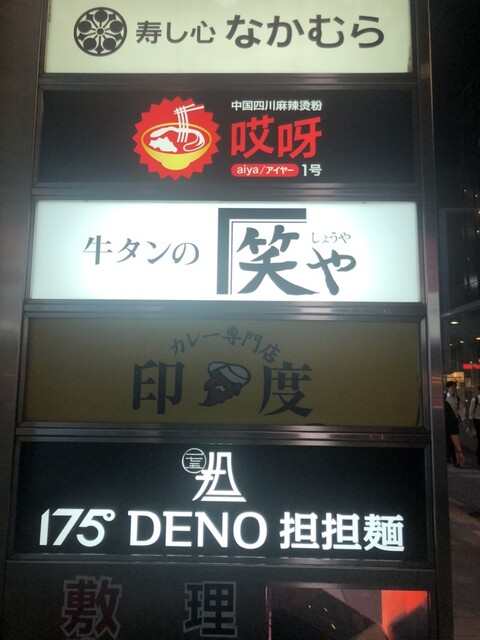 寿し心 なかむら
中国四川麻辣烫粉
哎呀
aiya/アイヤー 1号
牛タンの 笑や
しょうや
カレー専門店
印度
担
175° DENO 担担麺
敷 理